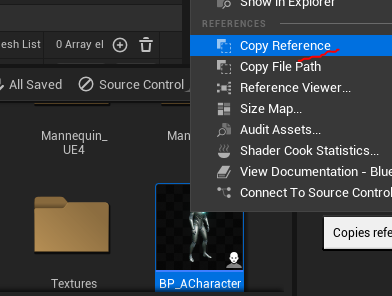 Show in Explorer
REFERENCES
Copy Reference
Copy File Path
Reference Viewer...
Size Map...
Audit Assets...
Shader Cook Statistics...
View Documentation - Blue
Connect To Source Control
Copies refe
esh List
0 Array el
All Saved
Source Control
Mannequin_
UE4
Man
Textures
BP_ACharacter